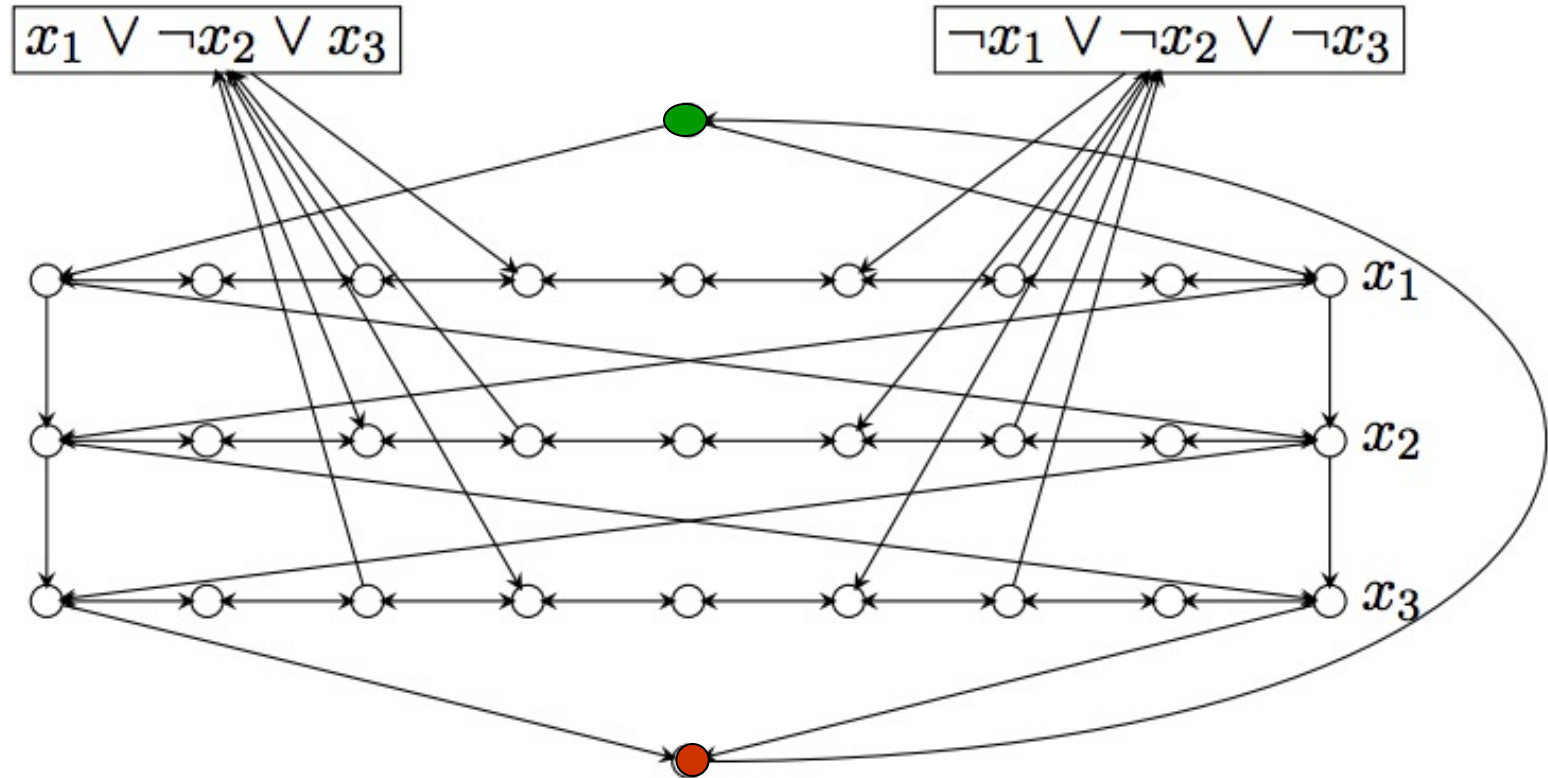 x₁ ∨ ¬x₂ ∨ x₃
¬x₁ ∨ ¬x₂ ∨ ¬x₃
x₁
x₂
x₃